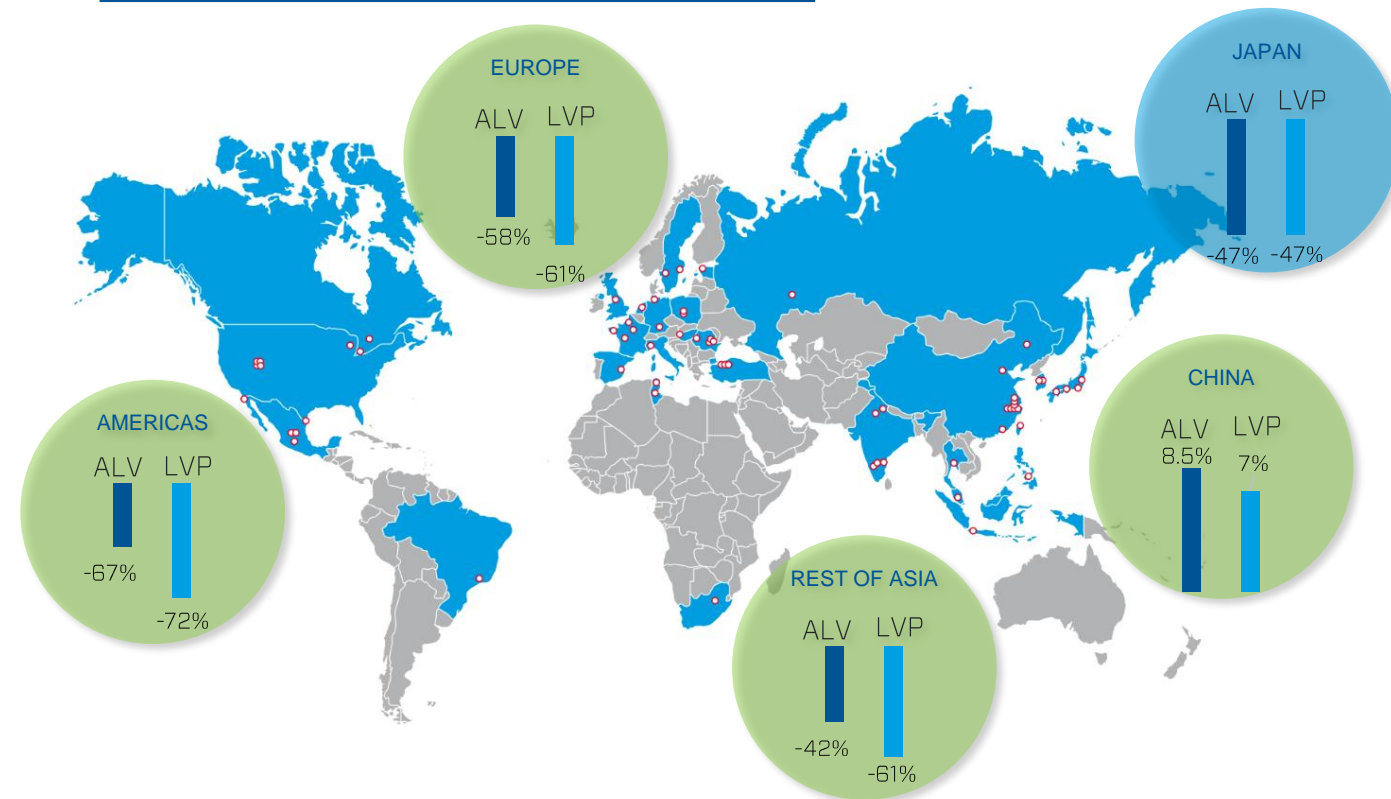 EUROPE
ALV LVP
-58%
-61%
JAPAN
ALV LVP
-47% -47%
AMERICAS
ALV LVP
-67%
-72%
CHINA
ALV LVP
8.5% 7%
REST OF ASIA
ALV LVP
-42%
-61%